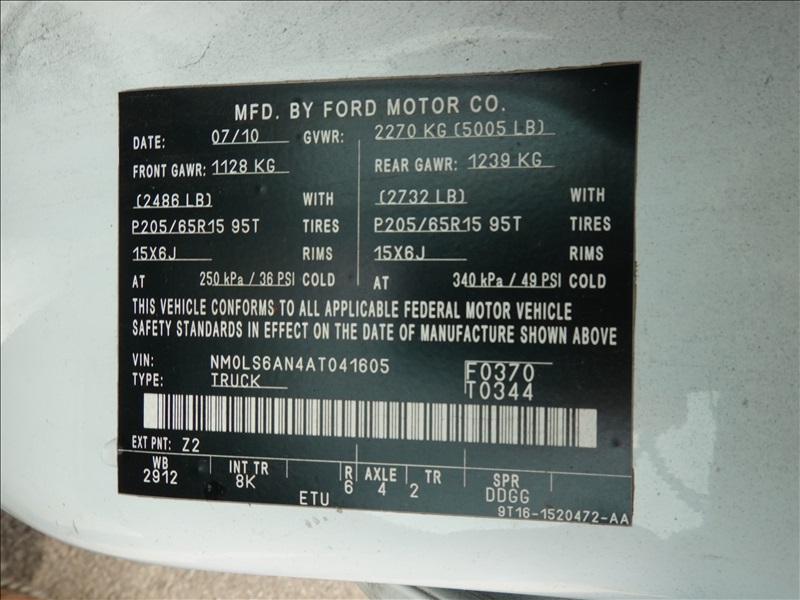 MFD. BY FORD MOTOR CO.
DATE: 07/10 GVWR: 2270 KG (5005 LB)
FRONT GAWR: 1128 KG REAR GAWR: 1239 KG
(2486 LB) WITH (2732 LB) WITH
P205/65R15 95T TIRES P205/65R15 95T TIRES
15X6J RIMS 15X6J RIMS
AT 250 kPa / 36 PSI COLD AT 340 kPa / 49 PSI COLD
THIS VEHICLE CONFORMS TO ALL APPLICABLE FEDERAL MOTOR VEHICLE
SAFETY STANDARDS IN EFFECT ON THE DATE OF MANUFACTURE SHOWN ABOVE
VIN: NM0LS6AN4AT041605 F0370
TYPE: TRUCK T0344
EXT PNT: Z2
WB INT TR R AXLE TR SPR
2912 8K 6 4 2 DDGG
ETU 9T16-1520472-AA